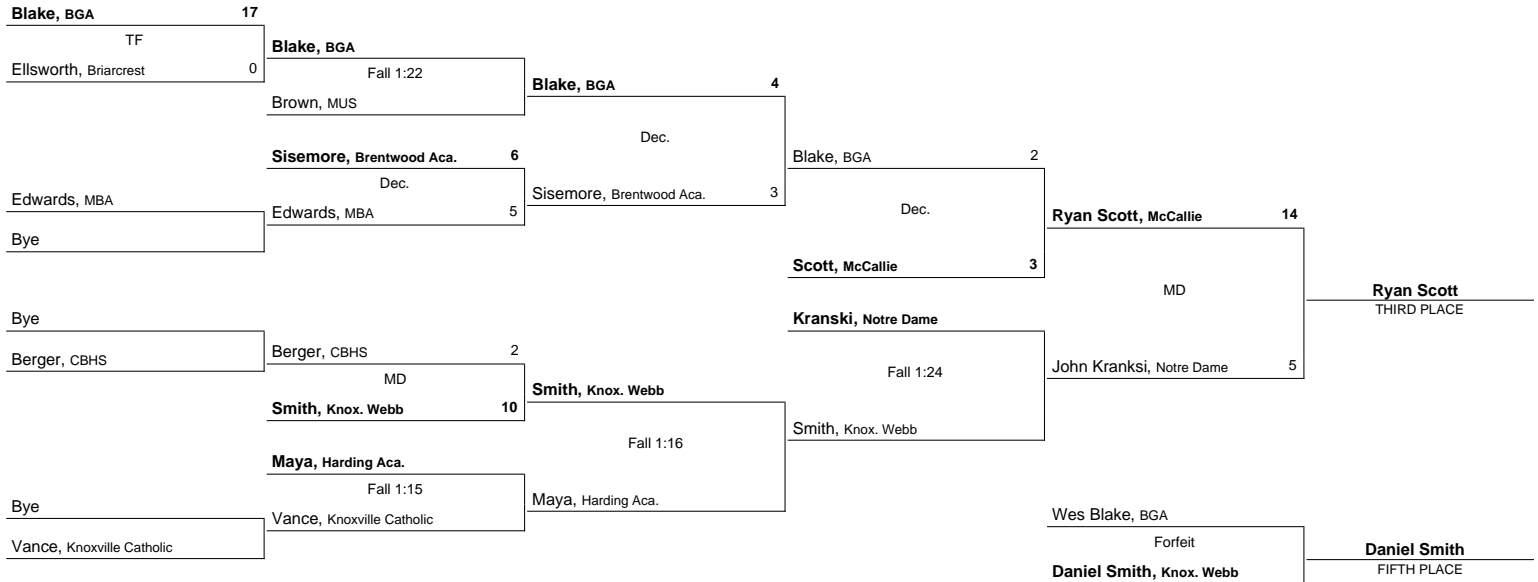 Blake, BGA 17
TF
Ellsworth, Briarcrest 0
Edwards, MBA
Bye
Bye
Berger, CBHS
Bye
Vance, Knoxville Catholic
Blake, BGA
Fall 1:22
Brown, MUS
Sisemore, Brentwood Aca. 6
Dec.
Edwards, MBA 5
Berger, CBHS 2
MD
Smith, Knox. Webb 10
Maya, Harding Aca.
Fall 1:15
Vance, Knoxville Catholic
Blake, BGA 4
Dec.
Sisemore, Brentwood Aca. 3
Smith, Knox. Webb
Fall 1:16
Maya, Harding Aca.
Blake, BGA 2
Dec.
Scott, McCallie 3
Kranski, Notre Dame
Fall 1:24
Smith, Knox. Webb
Ryan Scott, McCallie 14
MD
John Kranksi, Notre Dame 5
Wes Blake, BGA
Forfeit
Daniel Smith, Knox. Webb
Ryan Scott
THIRD PLACE
Daniel Smith
FIFTH PLACE